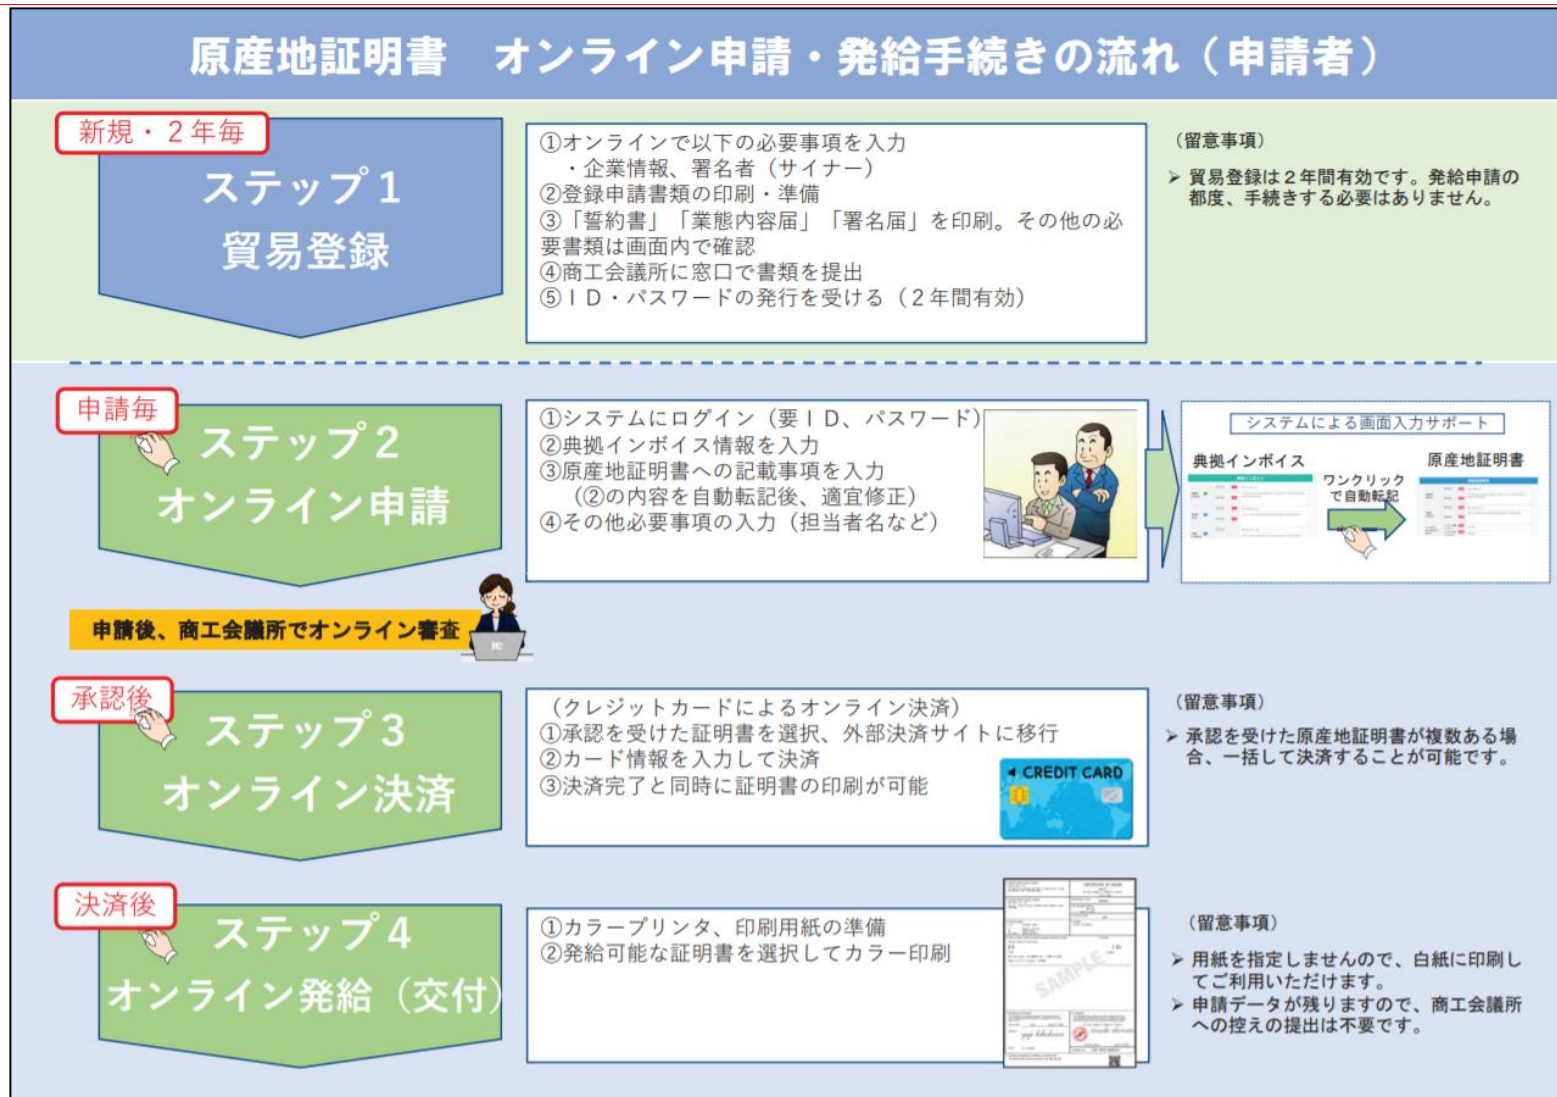 原産地証明書　オンライン申請・発給手続きの流れ（申請者）
新規・２年毎
ステップ１
貿易登録
①オンラインで以下の必要事項を入力
・企業情報、署名者（サイナー）
②登録申請書類の印刷・準備
③「誓約書」「業態内容届」「署名届」を印刷。その他の必
要書類は画面内で確認
④商工会議所に窓口で書類を提出
⑤ＩＤ・パスワードの発行を受ける（２年間有効）
（留意事項）
➢ 貿易登録は２年間有効です。発給申請の
都度、手続きする必要はありません。
申請毎
ステップ２
オンライン申請
①システムにログイン（要ＩＤ、パスワード）
②典拠インボイス情報を入力
③原産地証明書への記載事項を入力
（②の内容を自動転記後、適宜修正）
④その他必要事項の入力（担当者名など）
システムによる画面入力サポート
典拠インボイス
ワンクリック
で自動転記
原産地証明書
申請後、商工会議所でオンライン審査
承認後
ステップ３
オンライン決済
（クレジットカードによるオンライン決済）
①承認を受けた証明書を選択、外部決済サイトに移行
②カード情報を入力して決済
③決済完了と同時に証明書の印刷が可能
CREDIT CARD
（留意事項）
➢ 承認を受けた原産地証明書が複数ある場
合、一括して決済することが可能です。
決済後
ステップ４
オンライン発給（交付）
①カラープリンタ、印刷用紙の準備
②発給可能な証明書を選択してカラー印刷
SAMPLE
（留意事項）
➢ 用紙を指定しませんので、白紙に印刷し
てご利用いただけます。
➢ 申請データが残りますので、商工会議所
への控えの提出は不要です。